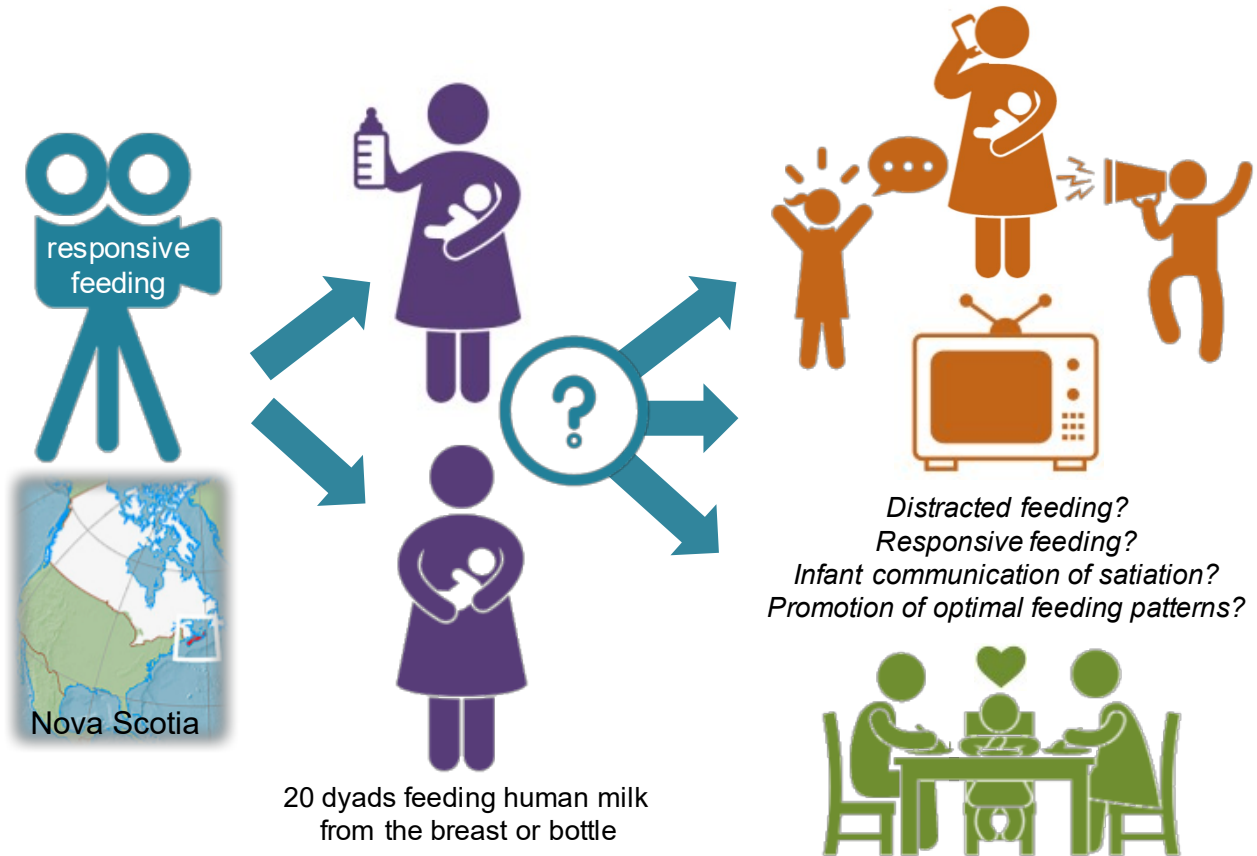 responsive
feeding
Nova Scotia
20 dyads feeding human milk
from the breast or bottle
?
Distracted feeding?
Responsive feeding?
Infant communication of satiation?
Promotion of optimal feeding patterns?